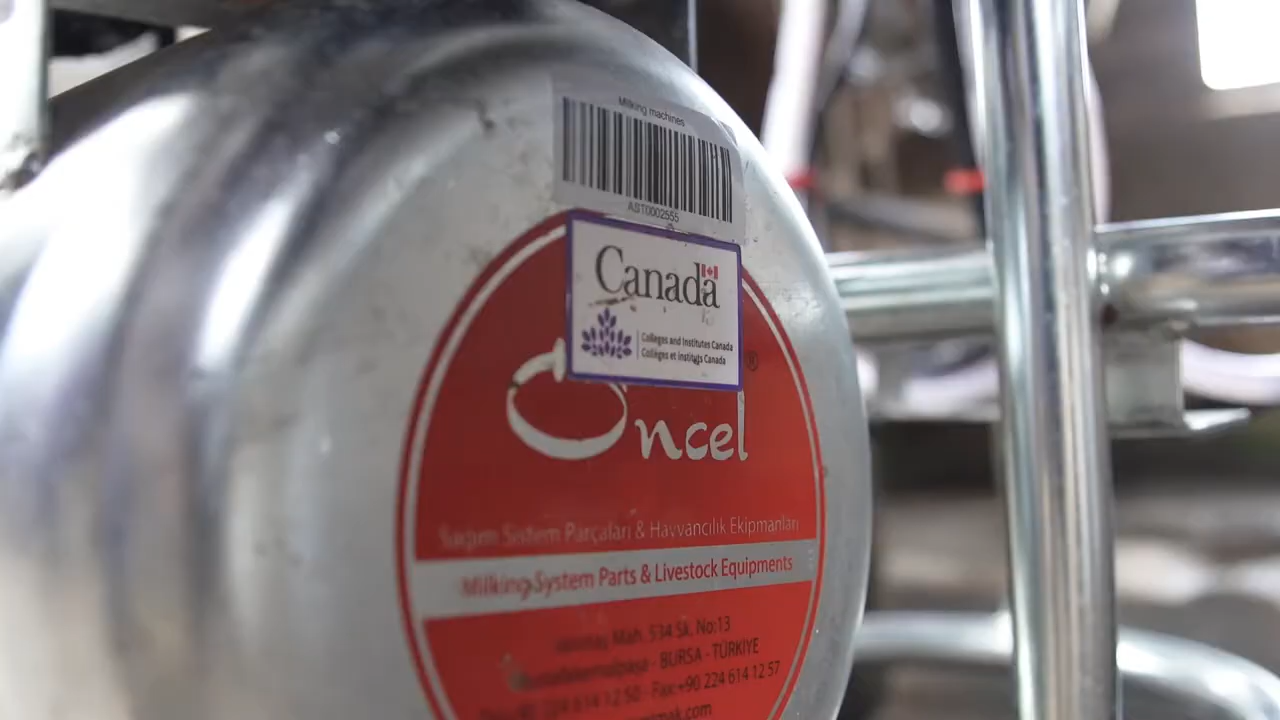 Milking machines
AST0002555
Canada
Colleges and Institutes Canada
Collèges et instituts Canada
Öncel ®
Sağım Sistem Parçaları & Hayvancılık Ekipmanları
Milking System Parts & Livestock Equipments
Mah. 534 Sk. No:13
- BURSA - TÜRKİYE
224 614 12 50 - Fax:+90 224 614 12 57